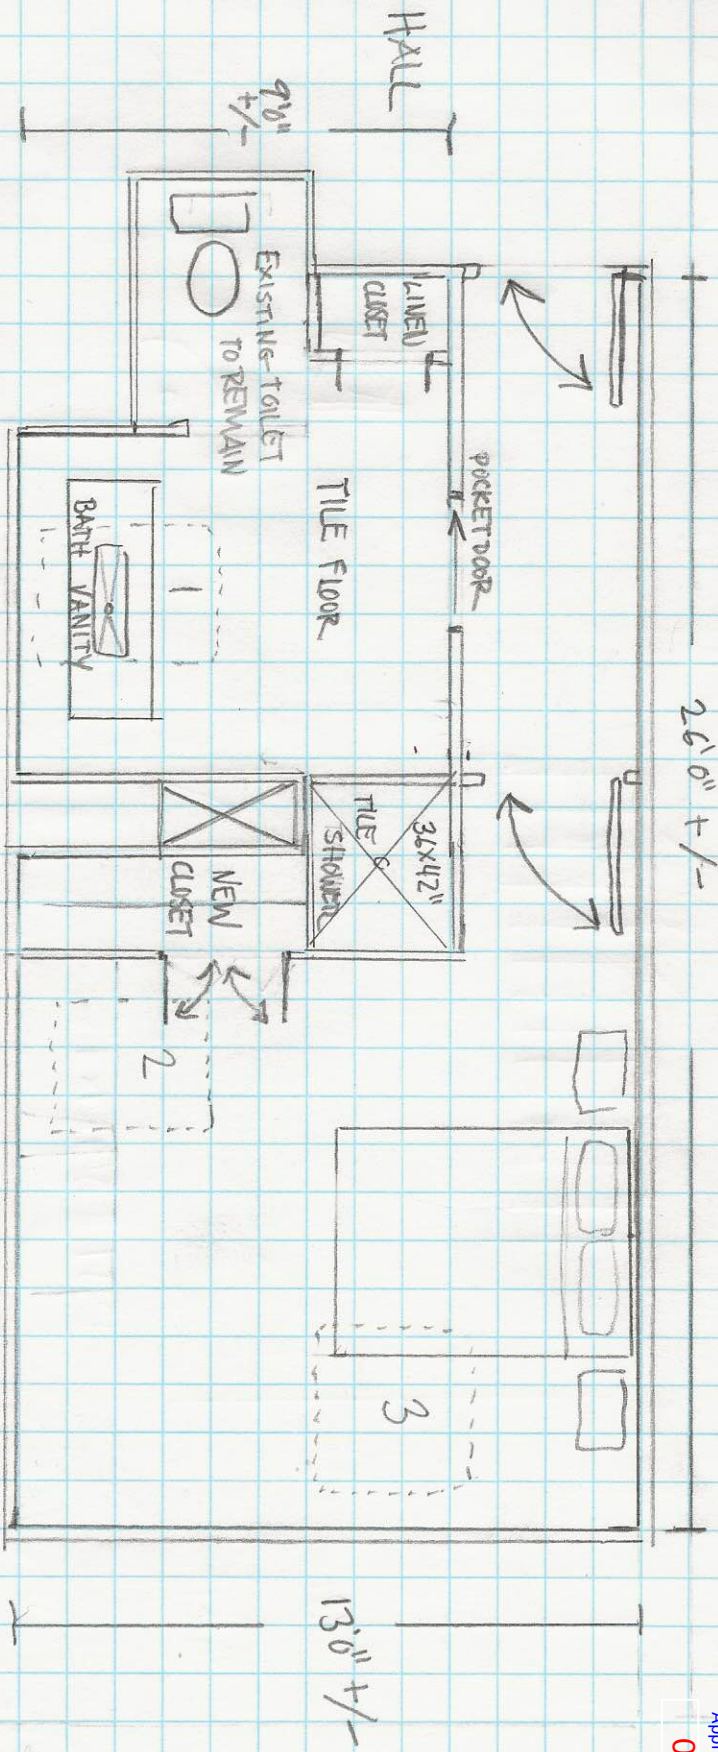 HALL
9'0"
+/-
26'0" +/-
POCKET DOOR
LINEN
CLOSET
EXISTING TOILET
TO REMAIN
TILE FLOOR
1
BATH VANITY
36X42"
TILE
SHOWER
NEW
CLOSET
2
3
13'0" +/-